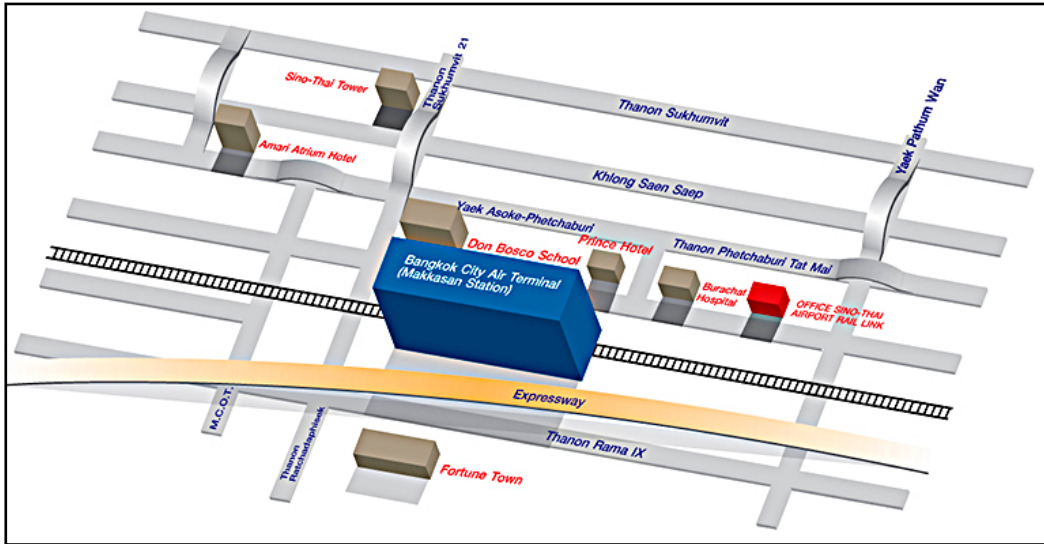 Thanon
Sukhumvit 21
Sino-Thai Tower
Thanon Sukhumvit
Yaek Pathum Wan
Amari Atrium Hotel
Khlong Saen Saep
Yaek Asoke-Phetchaburi
Don Bosco School
Prince Hotel
Thanon Phetchaburi Tat Mai
Bangkok City Air Terminal
(Makkasan Station)
Burachat
Hospital
OFFICE SINO-THAI
AIRPORT RAIL LINK
M.C.O.T.
Expressway
Thanon
Ratchadaphisek
Thanon Rama IX
Fortune Town